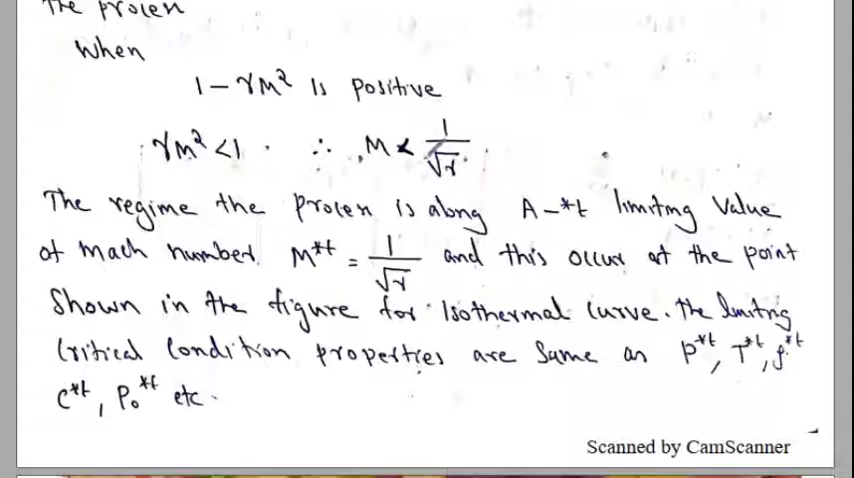 The process
When
1 - γM² is positive
γM² < 1 . ∴ M < 1/√γ
The regime the process is along A-*t limiting value
of mach number. M*t = 1/√γ and this occur at the point
Shown in the figure for isothermal curve. The limiting
Critical Condition properties are same as P*t, T*t, ρ*t
C*t, P₀*t etc.
Scanned by CamScanner